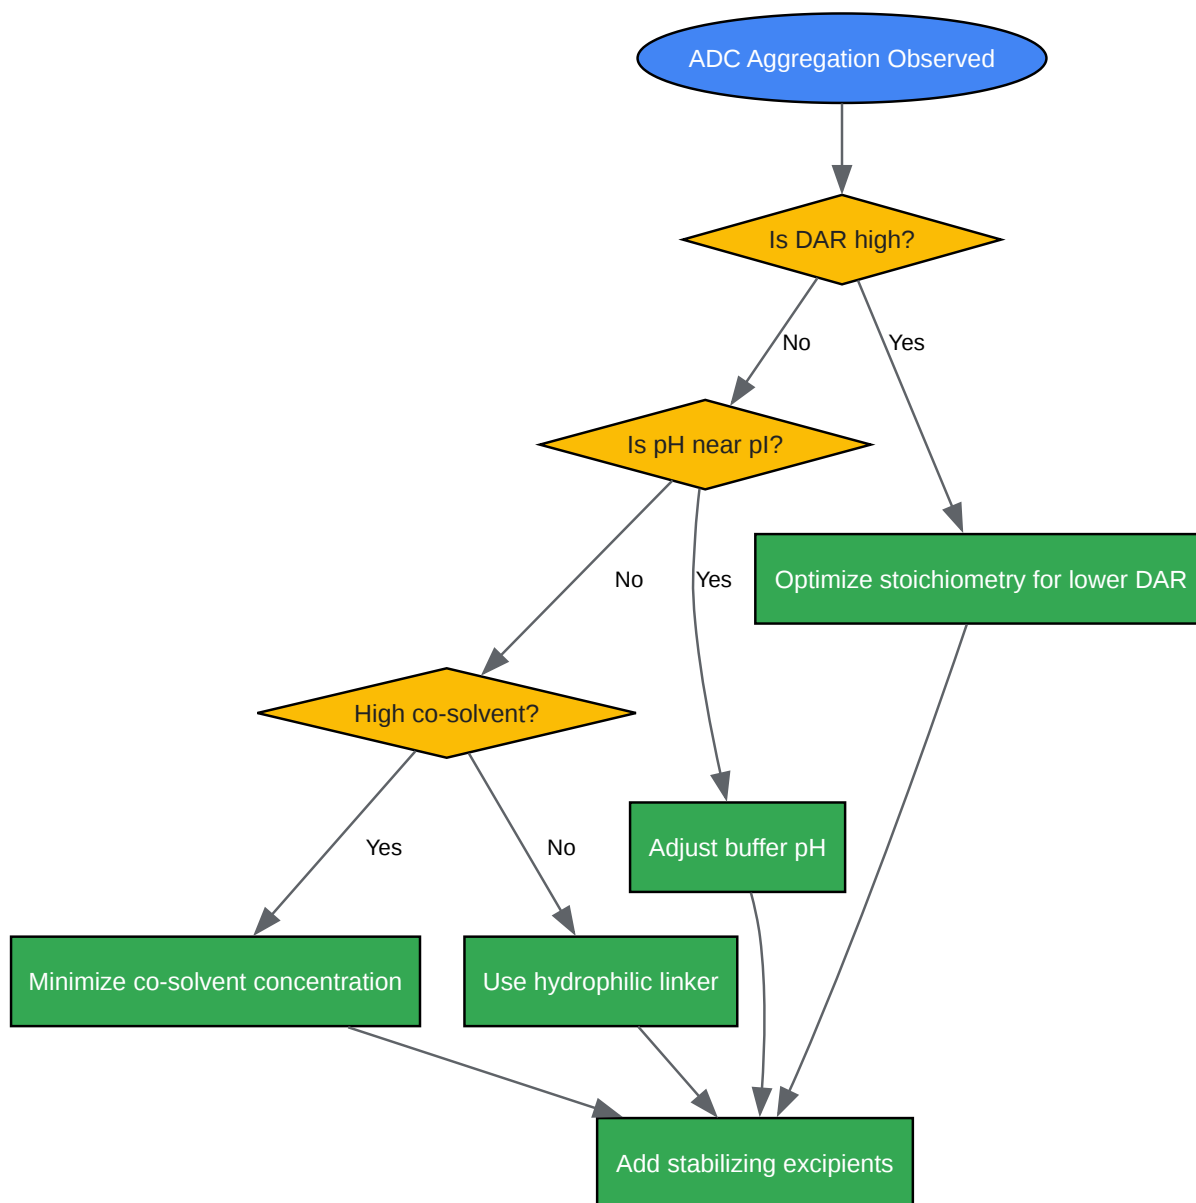 ADC Aggregation Observed
Is DAR high?
No
Yes
Is pH near pI?
No
Yes
Optimize stoichiometry for lower DAR
High co-solvent?
Yes
No
Adjust buffer pH
Minimize co-solvent concentration
Use hydrophilic linker
Add stabilizing excipients